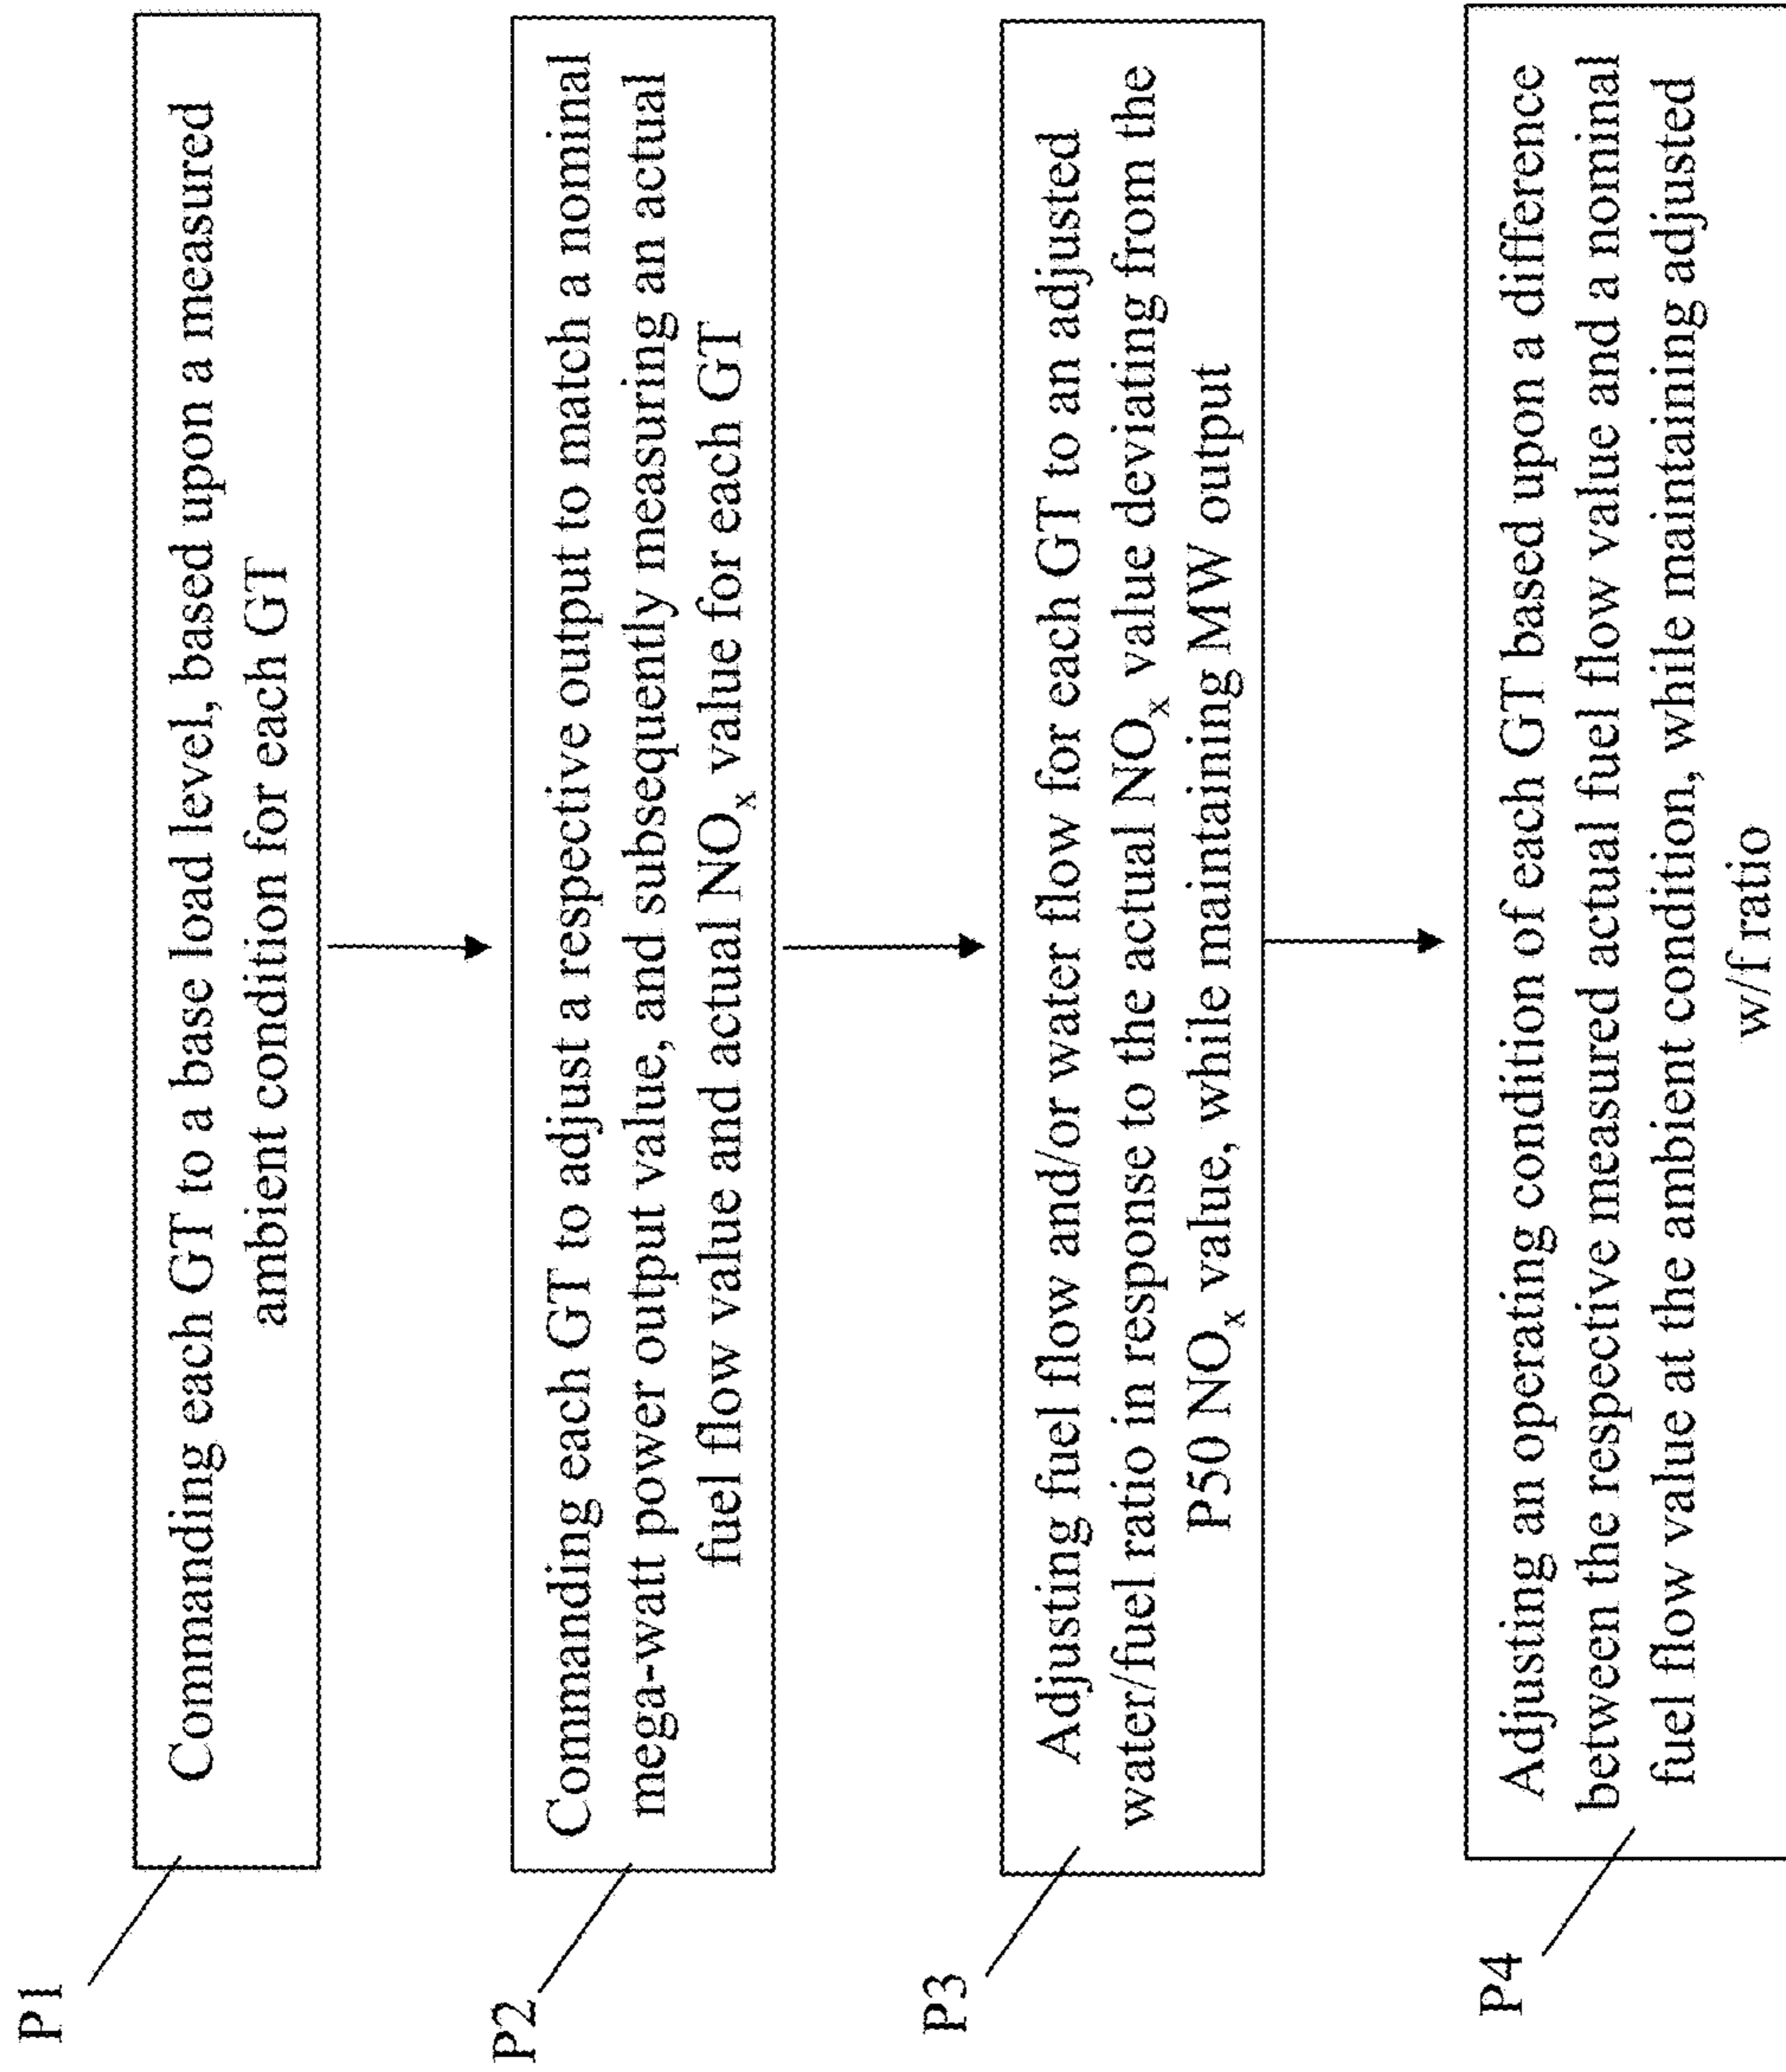 P1
Commanding each GT to a base load level, based upon a measured
ambient condition for each GT
P2
Commanding each GT to adjust a respective output to match a nominal
mega-watt power output value, and subsequently measuring an actual
fuel flow value and actual NOx value for each GT
P3
Adjusting fuel flow and/or water flow for each GT to an adjusted
water/fuel ratio in response to the actual NOx value deviating from the
P50 NOx value, while maintaining MW output
P4
Adjusting an operating condition of each GT based upon a difference
between the respective measured actual fuel flow value and a nominal
fuel flow value at the ambient condition, while maintaining adjusted
w/f ratio